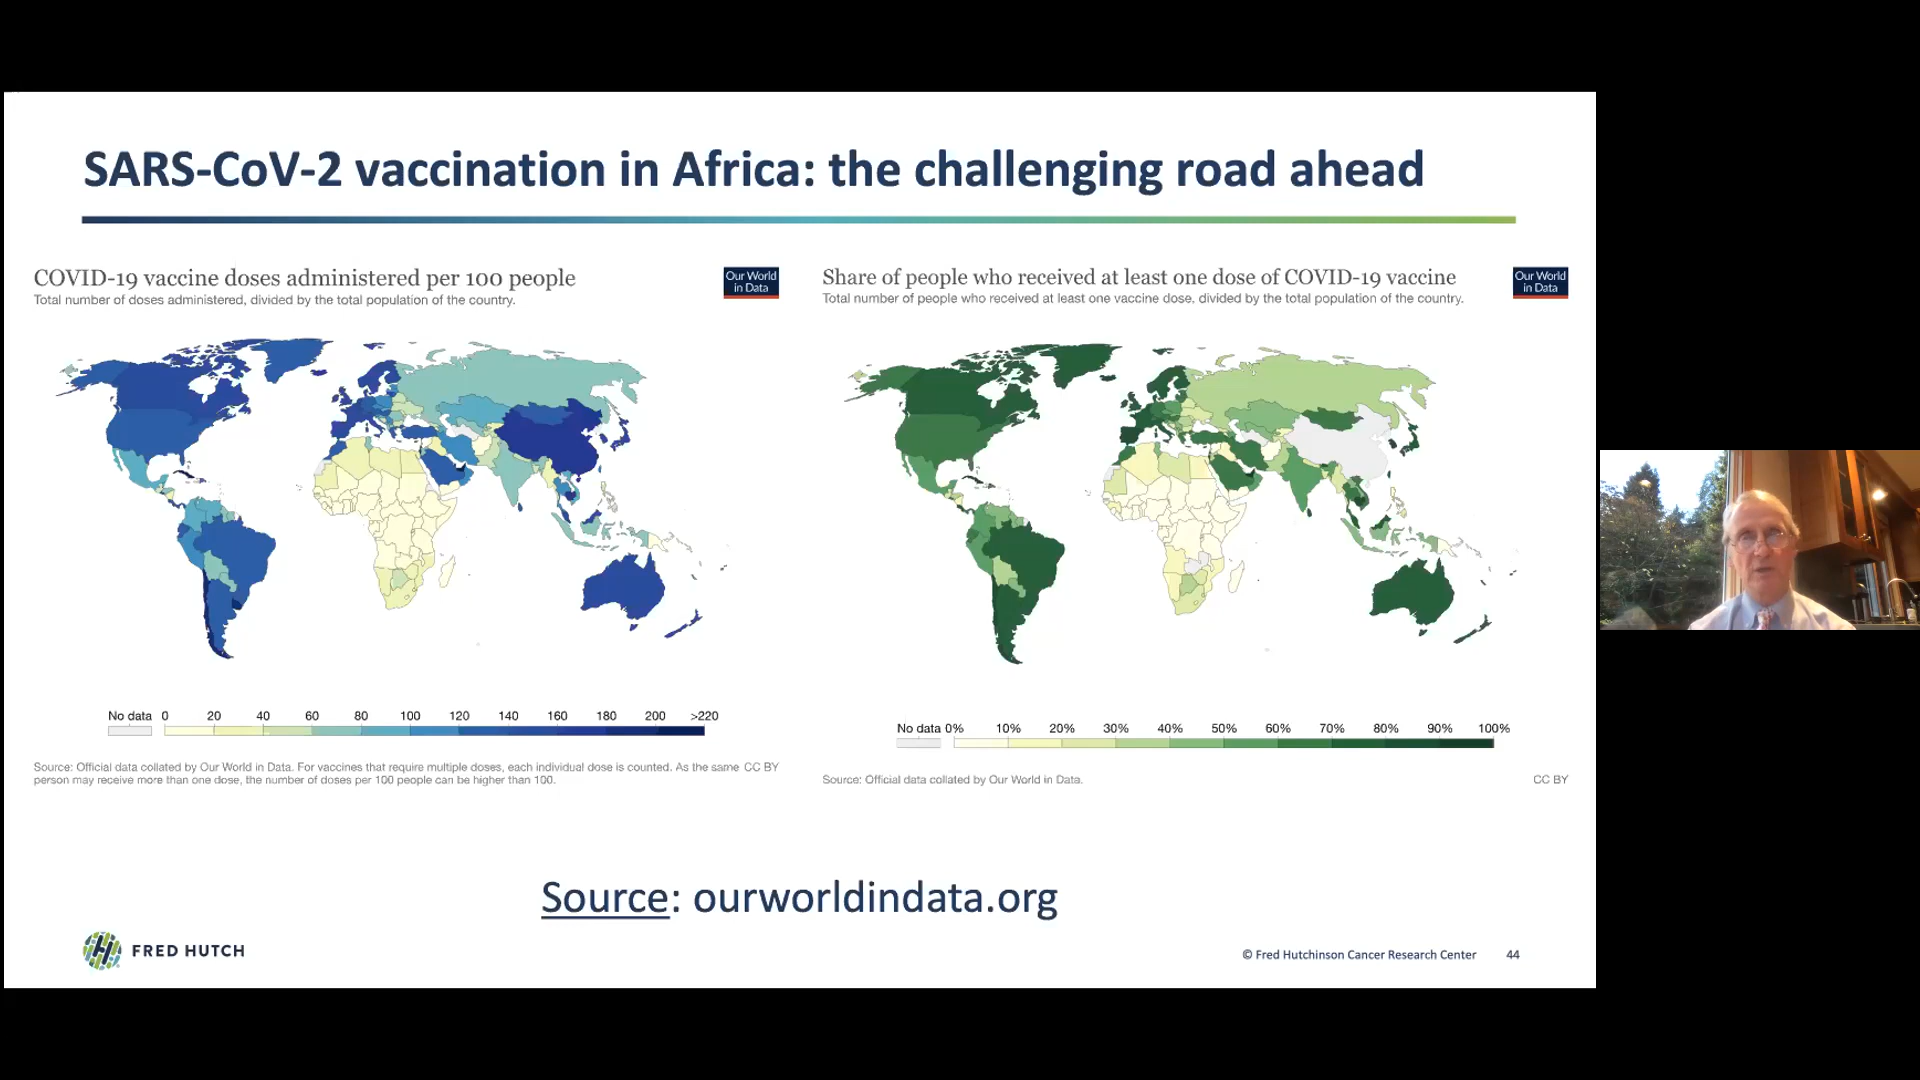 SARS-CoV-2 vaccination in Africa: the challenging road ahead
COVID-19 vaccine doses administered per 100 people
Total number of doses administered, divided by the total population of the country.
Our World
in Data
No data 0 20 40 60 80 100 120 140 160 180 200 >220
Source: Official data collated by Our World in Data. For vaccines that require multiple doses, each individual dose is counted. As the same CC BY
person may receive more than one dose, the number of doses per 100 people can be higher than 100.
Share of people who received at least one dose of COVID-19 vaccine
Total number of people who received at least one vaccine dose, divided by the total population of the country.
Our World
in Data
No data 0% 10% 20% 30% 40% 50% 60% 70% 80% 90% 100%
Source: Official data collated by Our World in Data. CC BY
Source: ourworldindata.org
FRED HUTCH
© Fred Hutchinson Cancer Research Center 44